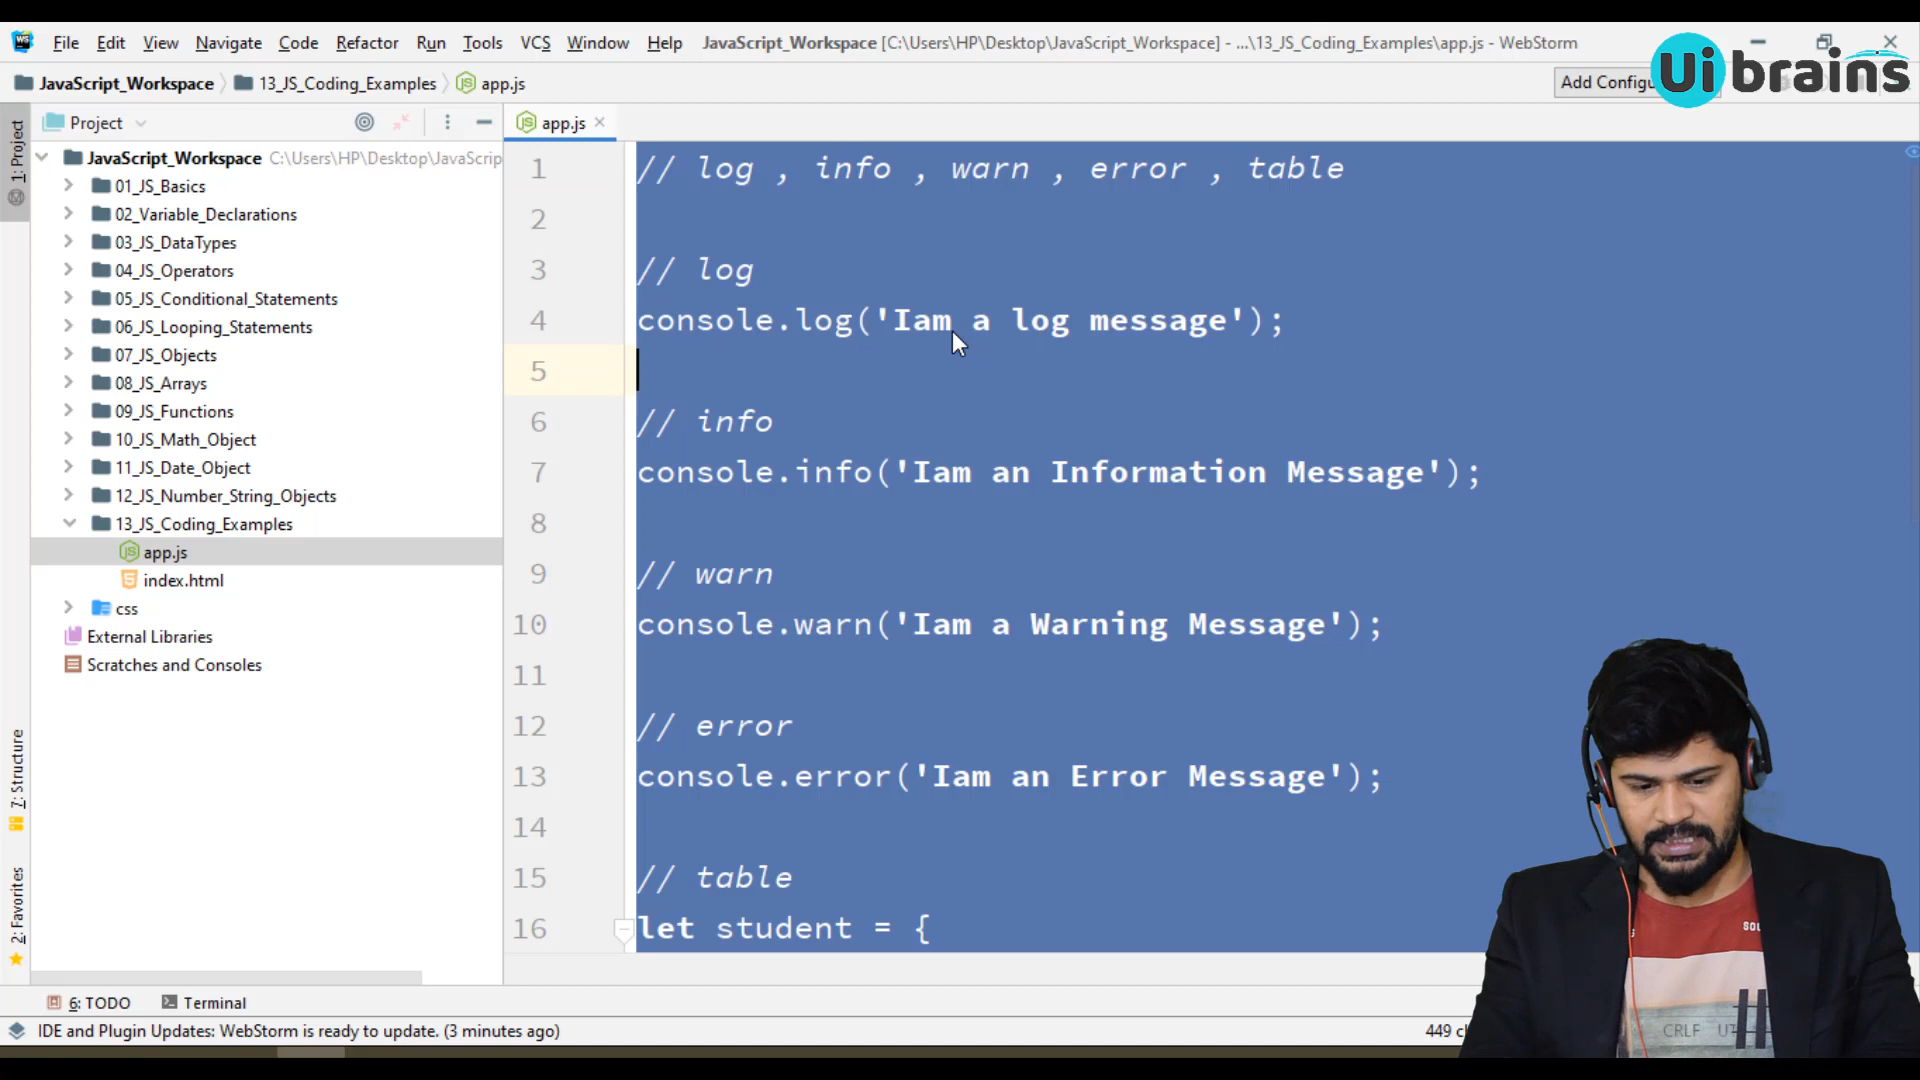 WS File Edit View Navigate Code Refactor Run Tools VCS Window Help JavaScript_Workspace [C:\Users\HP\Desktop\JavaScript_Workspace] - ...\13_JS_Coding_Examples\app.js - WebStorm
Ui brains
JavaScript_Workspace 13_JS_Coding_Examples app.js
Add Configu
1: Project
Project
app.js
JavaScript_Workspace C:\Users\HP\Desktop\JavaScrip
01_JS_Basics
02_Variable_Declarations
03_JS_DataTypes
04_JS_Operators
05_JS_Conditional_Statements
06_JS_Looping_Statements
07_JS_Objects
08_JS_Arrays
09_JS_Functions
10_JS_Math_Object
11_JS_Date_Object
12_JS_Number_String_Objects
13_JS_Coding_Examples
app.js
index.html
css
External Libraries
Scratches and Consoles
7: Structure
2: Favorites
1 // log , info , warn , error , table
2
3 // log
4 console.log('Iam a log message');
5
6 // info
7 console.info('Iam an Information Message');
8
9 // warn
10 console.warn('Iam a Warning Message');
11
12 // error
13 console.error('Iam an Error Message');
14
15 // table
16 let student = {
SOU
6: TODO Terminal
IDE and Plugin Updates: WebStorm is ready to update. (3 minutes ago)
449 c
CRLF UT